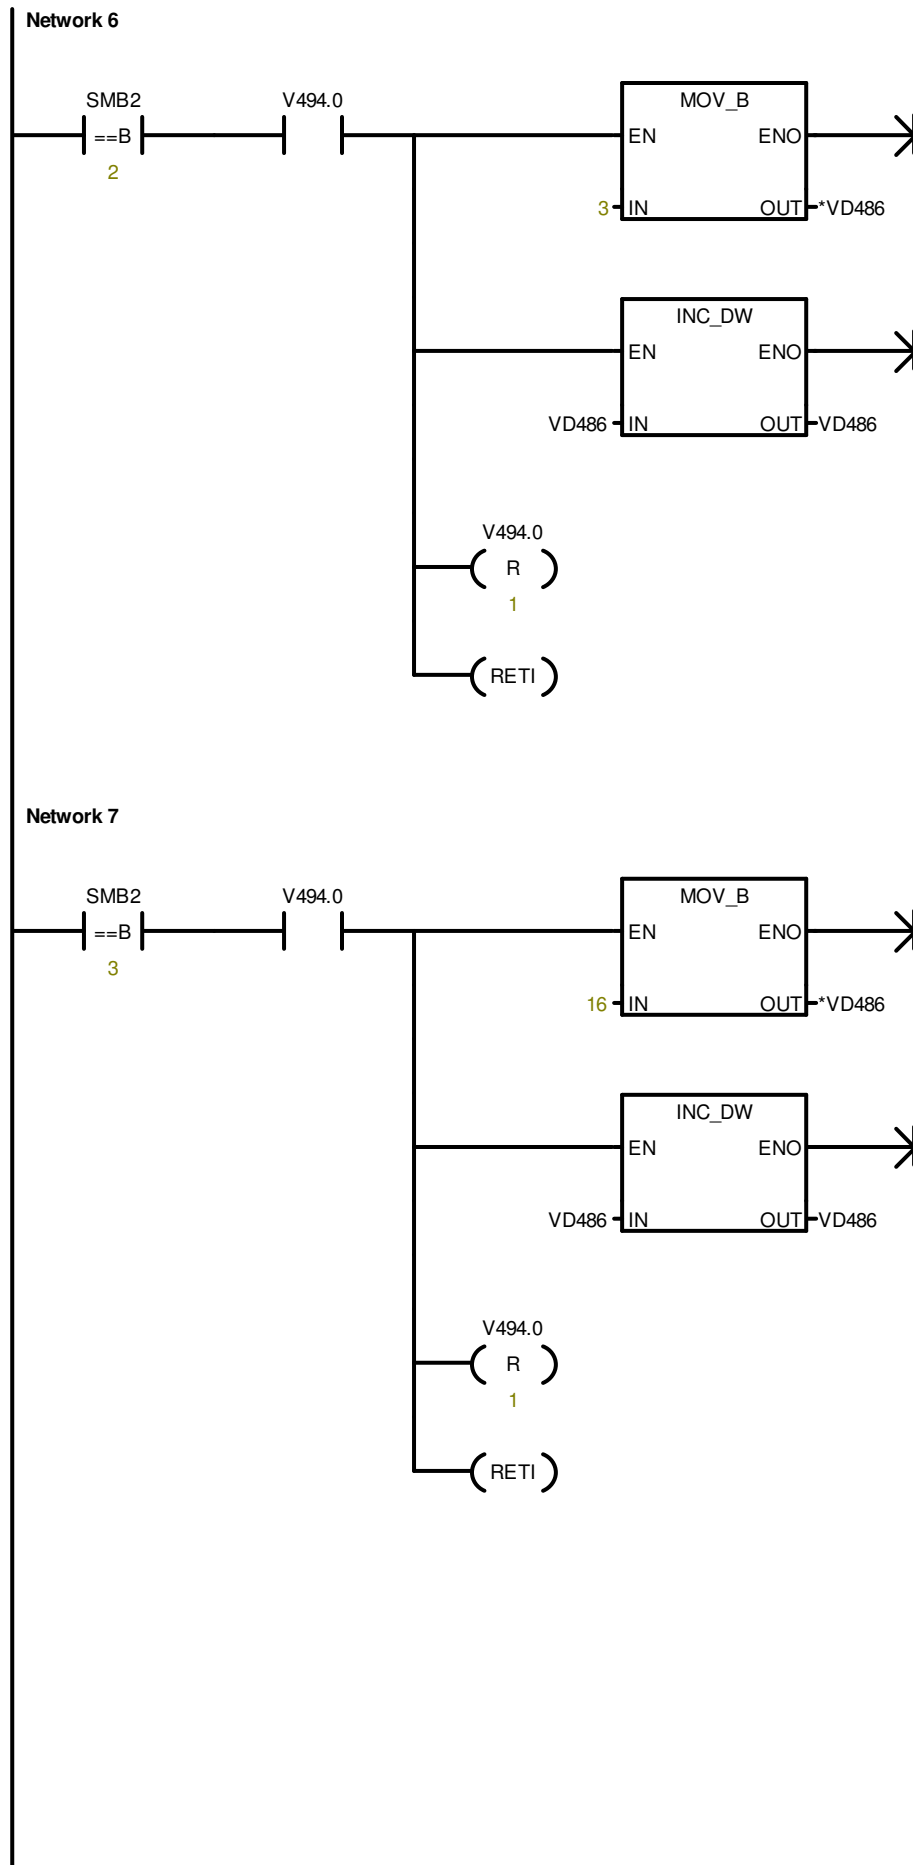 Network 6
SMB2 V494.0 MOV_B
==B EN ENO
2
3 IN OUT *VD486
INC_DW
EN ENO
VD486 IN OUT VD486
V494.0
R
1
RETI
Network 7
SMB2 V494.0 MOV_B
==B EN ENO
3
16 IN OUT *VD486
INC_DW
EN ENO
VD486 IN OUT VD486
V494.0
R
1
RETI